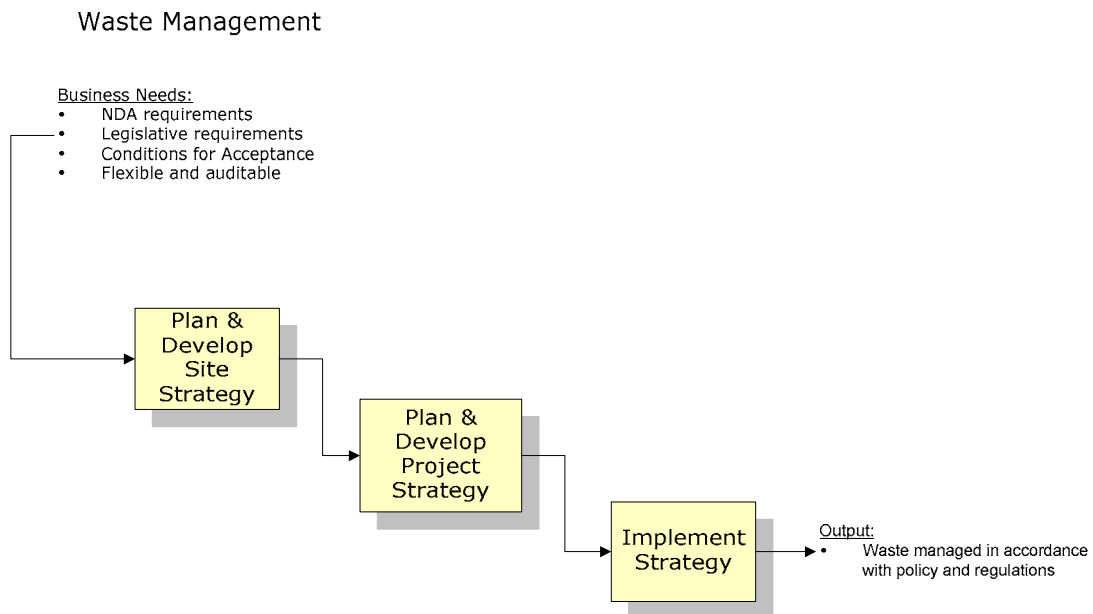 Waste Management
Business Needs:
• NDA requirements
• Legislative requirements
• Conditions for Acceptance
• Flexible and auditable
Plan &
Develop
Site
Strategy
Plan &
Develop
Project
Strategy
Implement
Strategy
Output:
• Waste managed in accordance
with policy and regulations